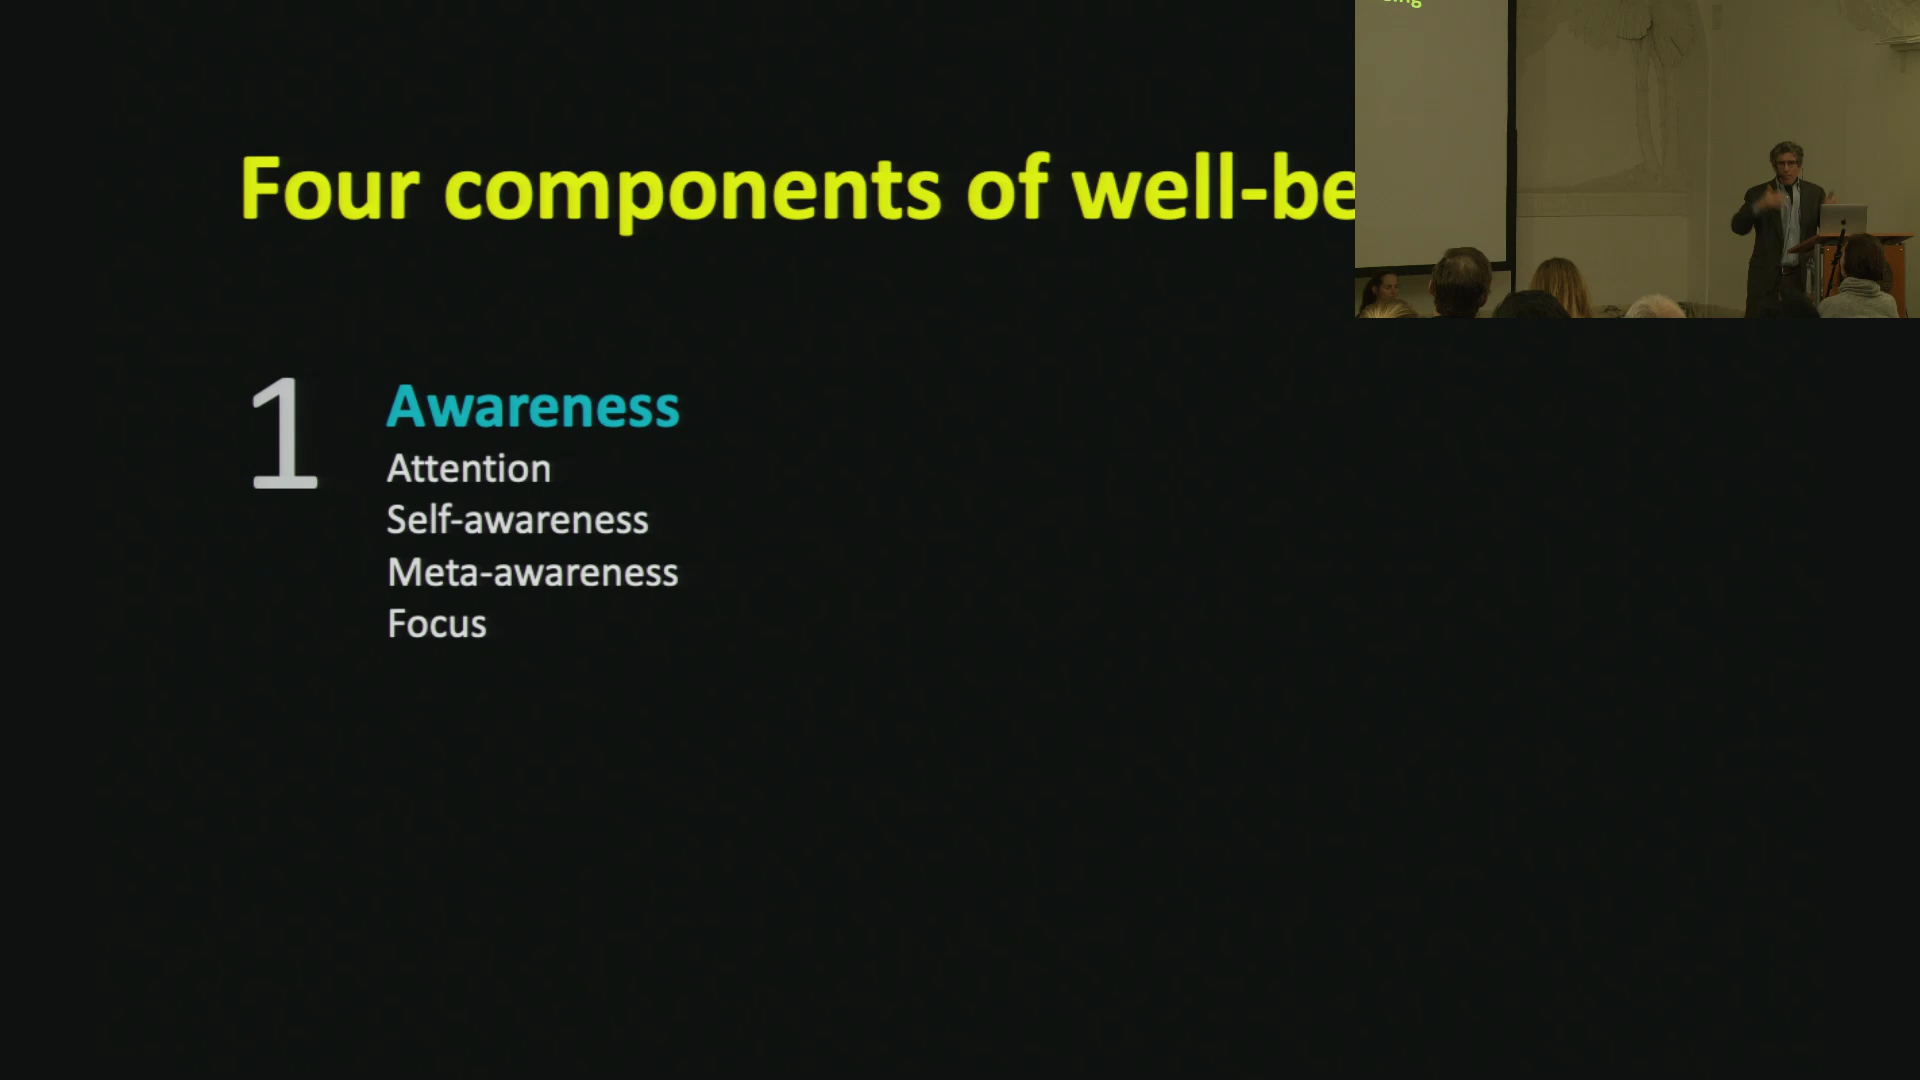 Four components of well-be
1
Awareness
Attention
Self-awareness
Meta-awareness
Focus